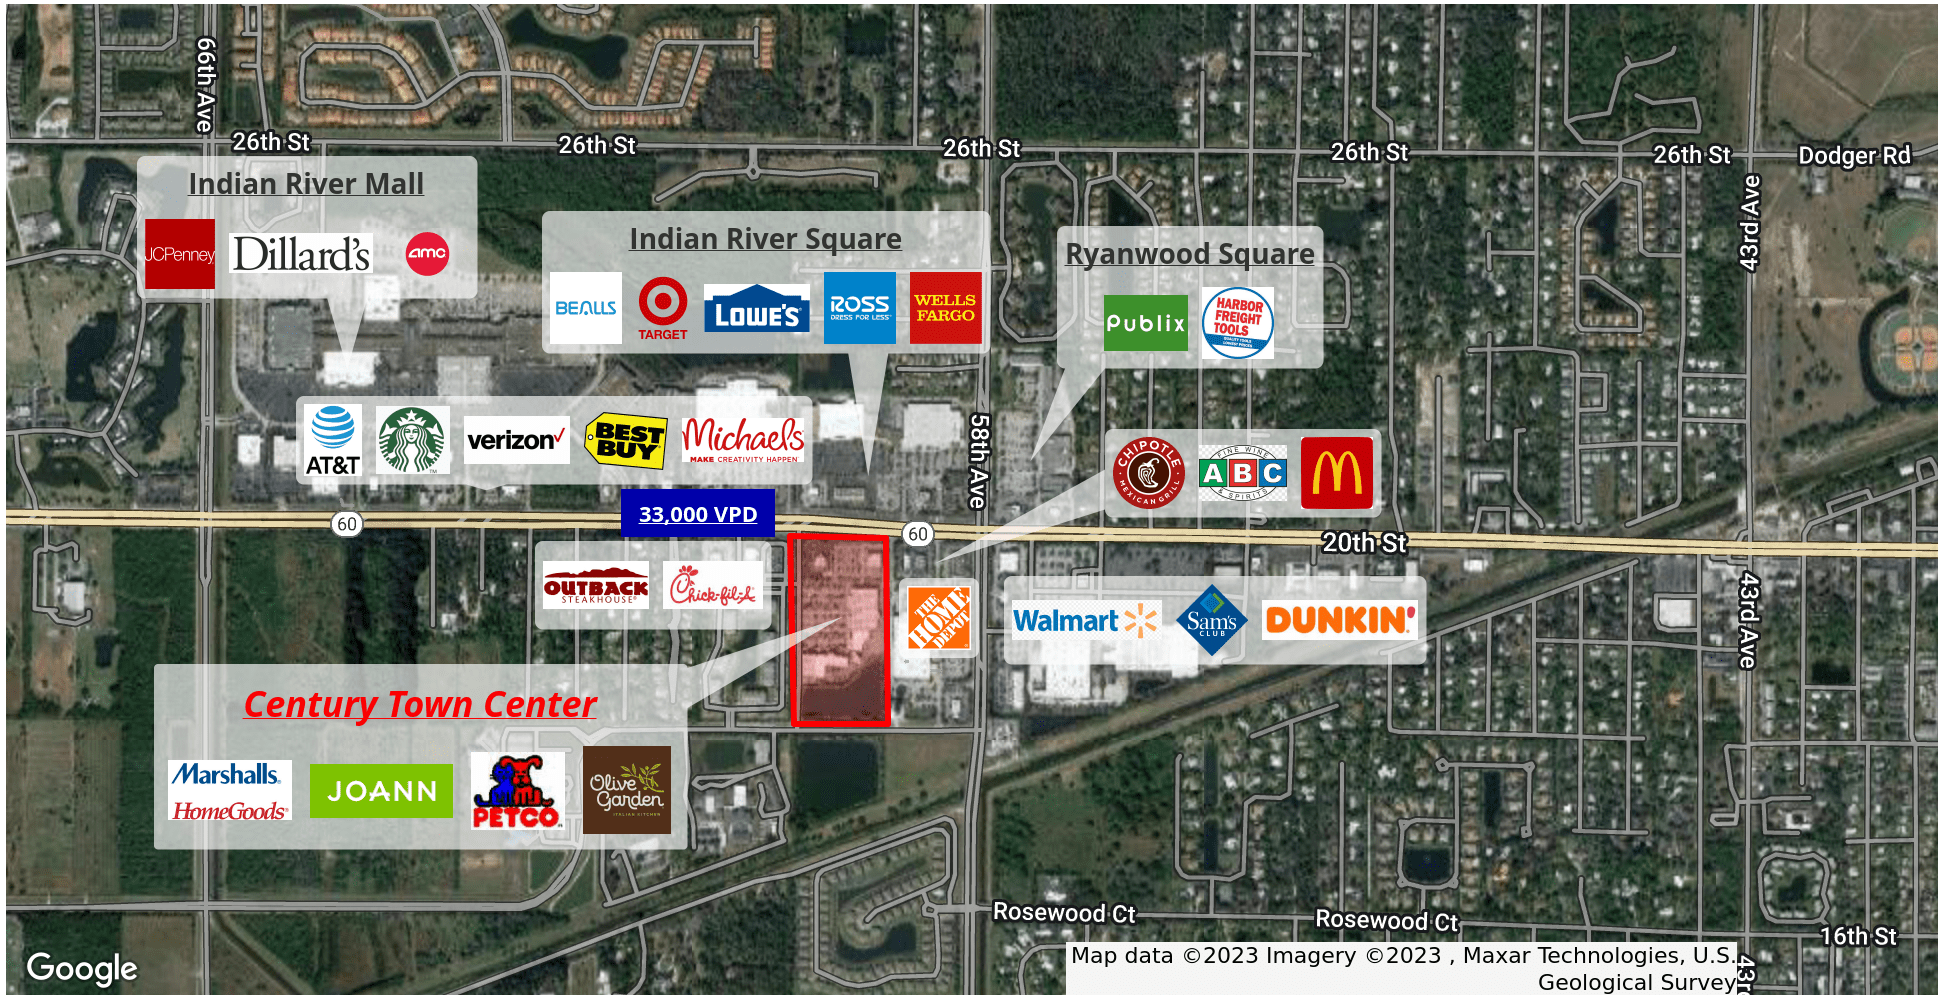 66th Ave
26th St
26th St
26th St
26th St
26th St
Dodger Rd
43rd Ave
Indian River Mall
JCPenney
Dillard's
amc
Indian River Square
BEALLS
TARGET
LOWE'S
ROSS
DRESS FOR LESS
WELLS
FARGO
Ryanwood Square
Publix
HARBOR
FREIGHT
TOOLS
QUALITY TOOLS
LOWEST PRICES
AT&T
verizon✓
BEST
BUY
Michaels
MAKE CREATIVITY HAPPEN
58th Ave
CHIPOTLE
MEXICAN GRILL
FINE WINE
ABC
& SPIRITS
33,000 VPD
60
60
20th St
OUTBACK
STEAKHOUSE
Chick-fil-A
THE
HOME
DEPOT
Walmart
Sam's
CLUB
DUNKIN'
43rd Ave
Century Town Center
Marshalls
HomeGoods
JOANN
PETCO
Olive
Garden
ITALIAN KITCHEN
Rosewood Ct
Rosewood Ct
16th St
Google
Map data ©2023 Imagery ©2023 , Maxar Technologies, U.S.
Geological Survey
43r